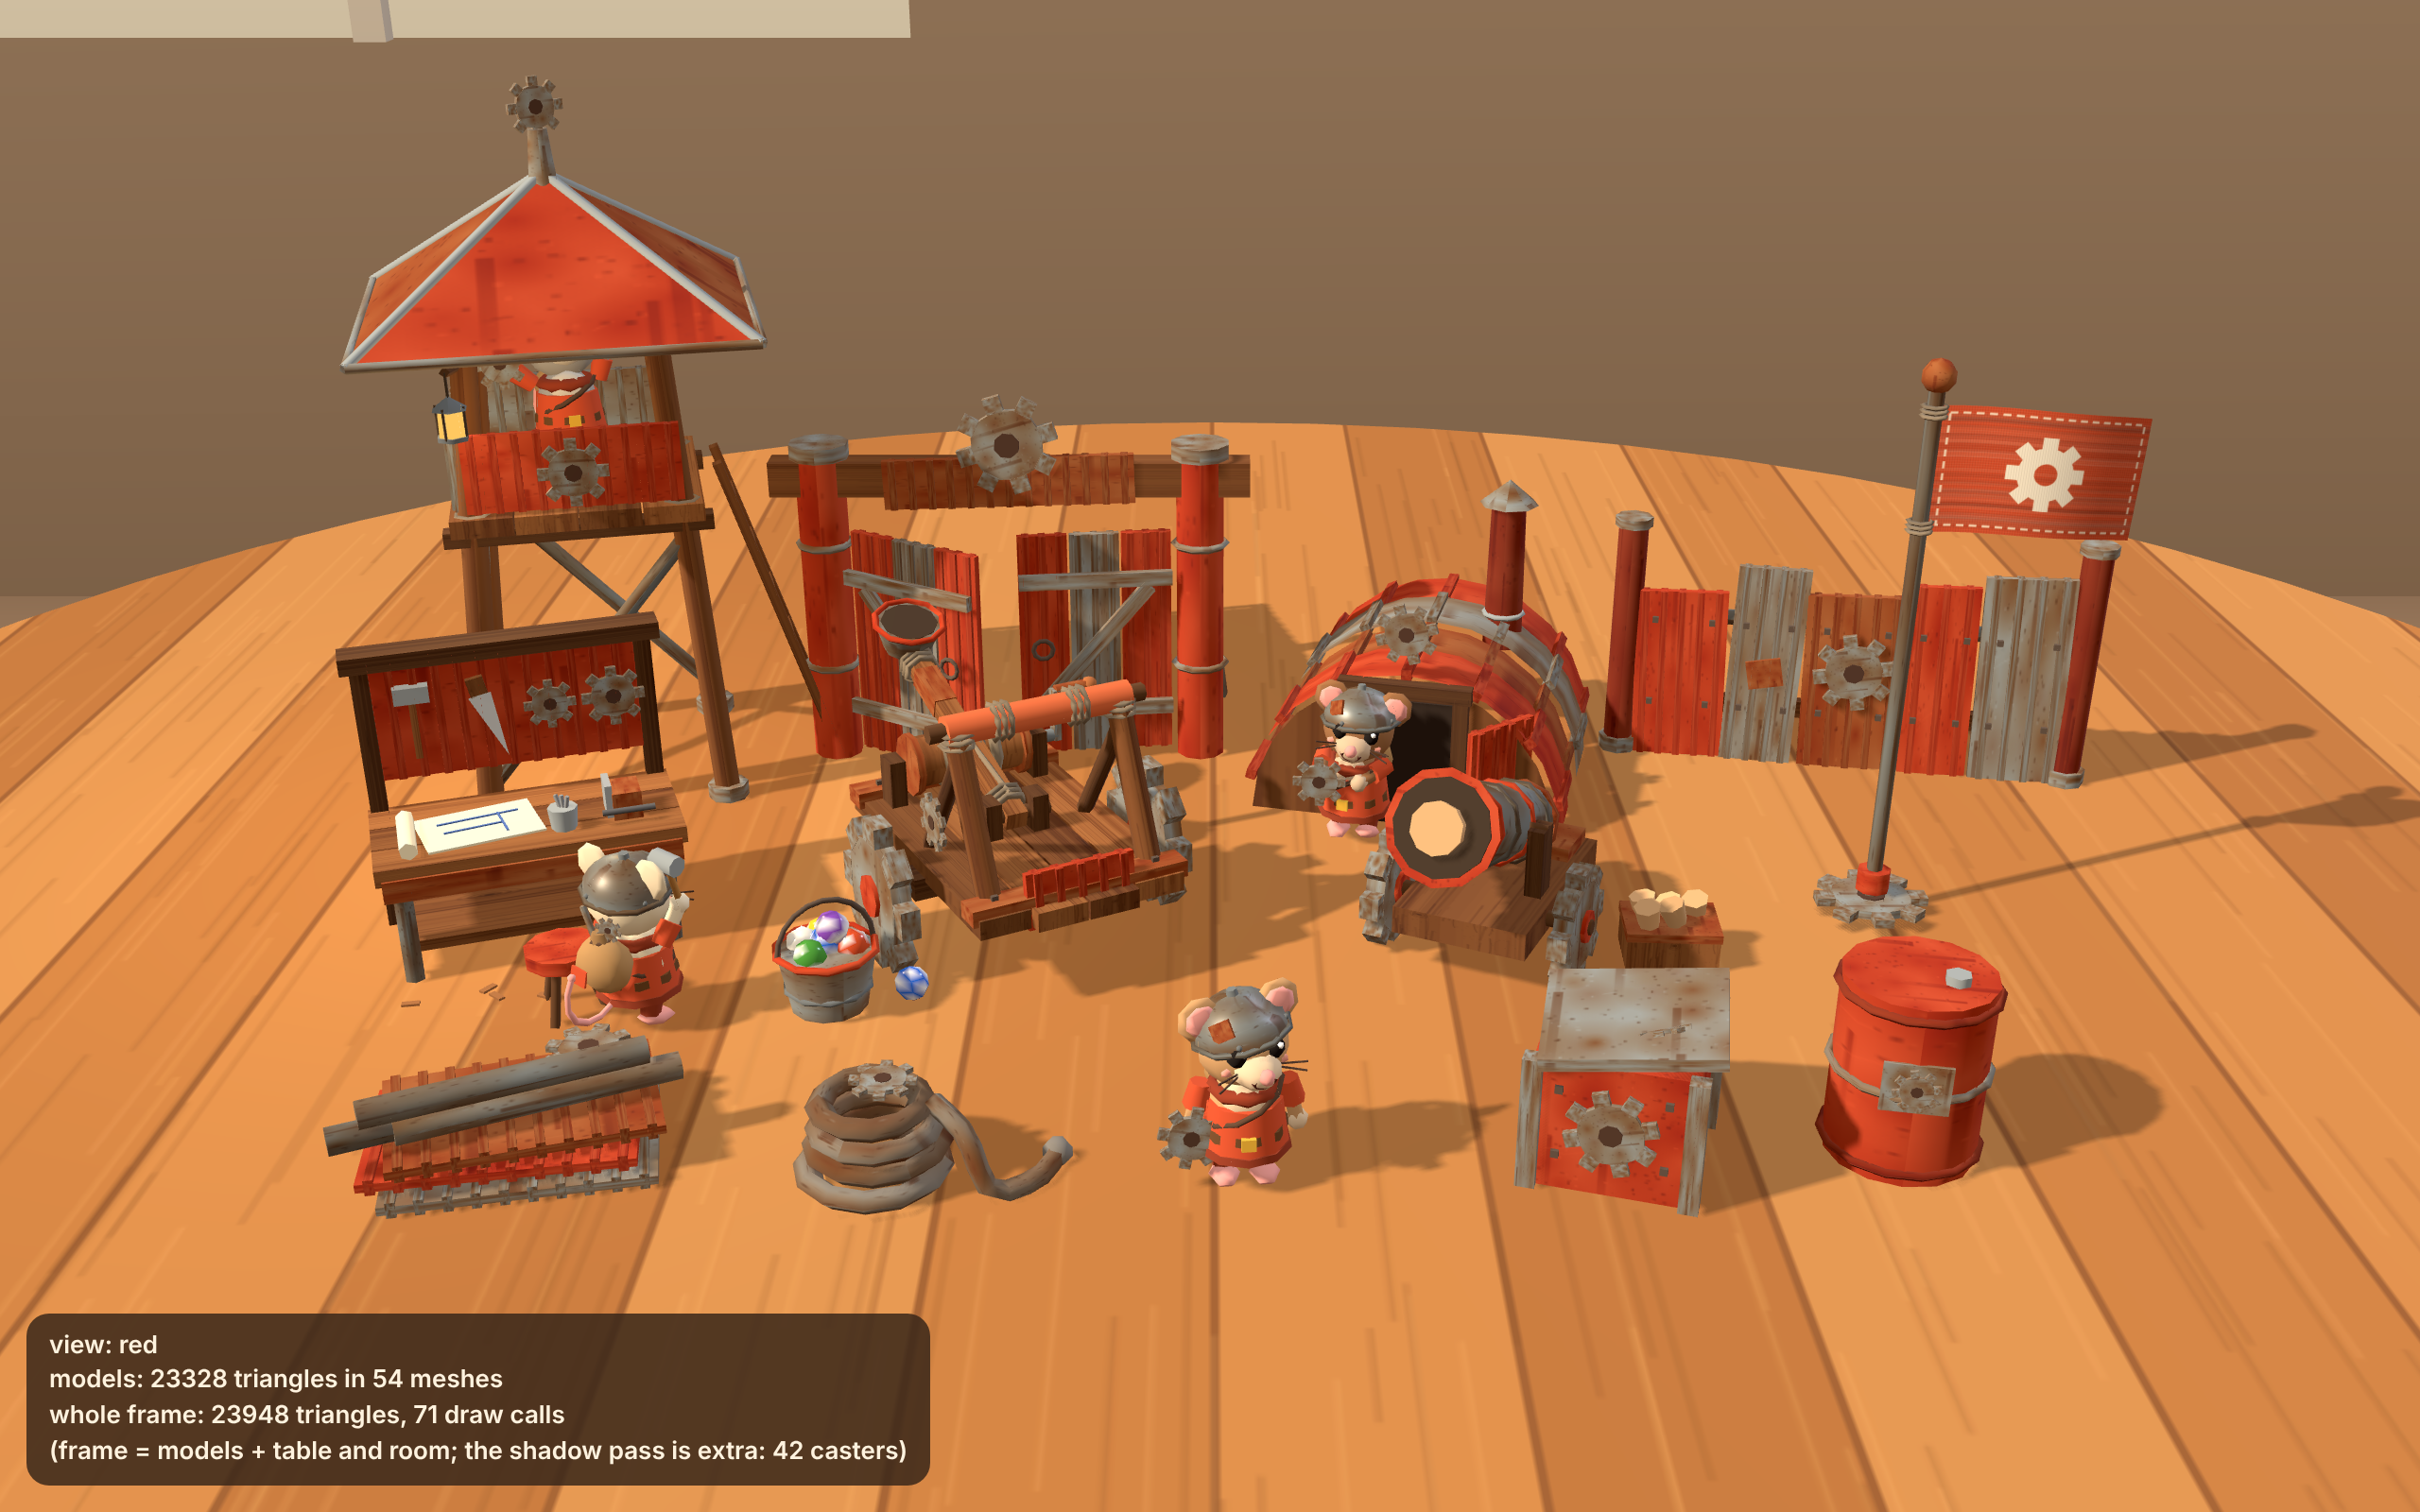 view: red
models: 23328 triangles in 54 meshes
whole frame: 23948 triangles, 71 draw calls
(frame = models + table and room; the shadow pass is extra: 42 casters)